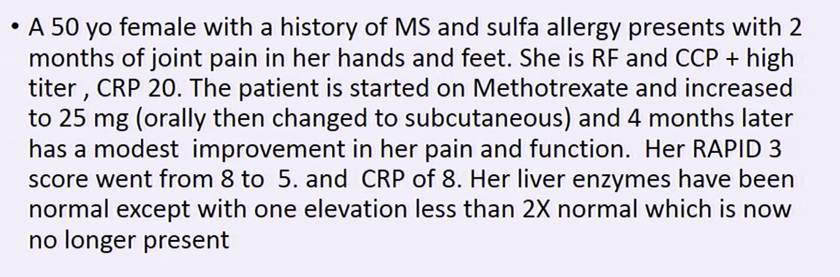 • A 50 yo female with a history of MS and sulfa allergy presents with 2
months of joint pain in her hands and feet. She is RF and CCP + high
titer , CRP 20. The patient is started on Methotrexate and increased
to 25 mg (orally then changed to subcutaneous) and 4 months later
has a modest  improvement in her pain and function.  Her RAPID 3
score went from 8 to  5. and  CRP of 8. Her liver enzymes have been
normal except with one elevation less than 2X normal which is now
no longer present